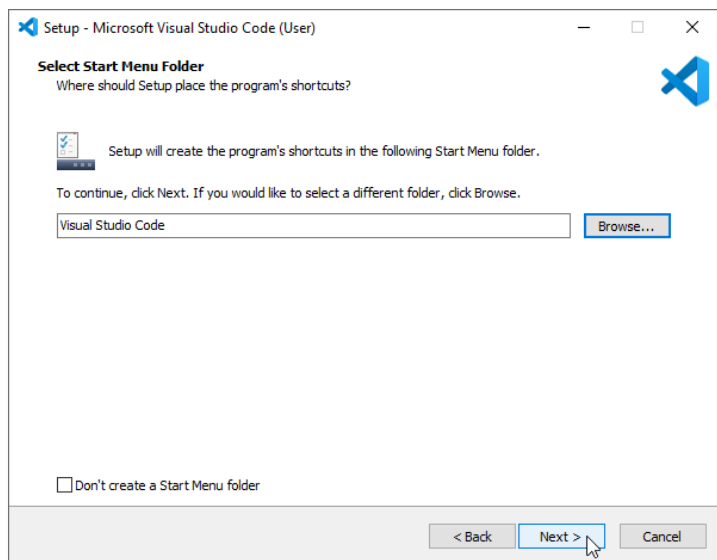 Setup - Microsoft Visual Studio Code (User)
Select Start Menu Folder
Where should Setup place the program's shortcuts?
Setup will create the program's shortcuts in the following Start Menu folder.
To continue, click Next. If you would like to select a different folder, click Browse.
Visual Studio Code
Browse...
Don't create a Start Menu folder
< Back
Next >
Cancel